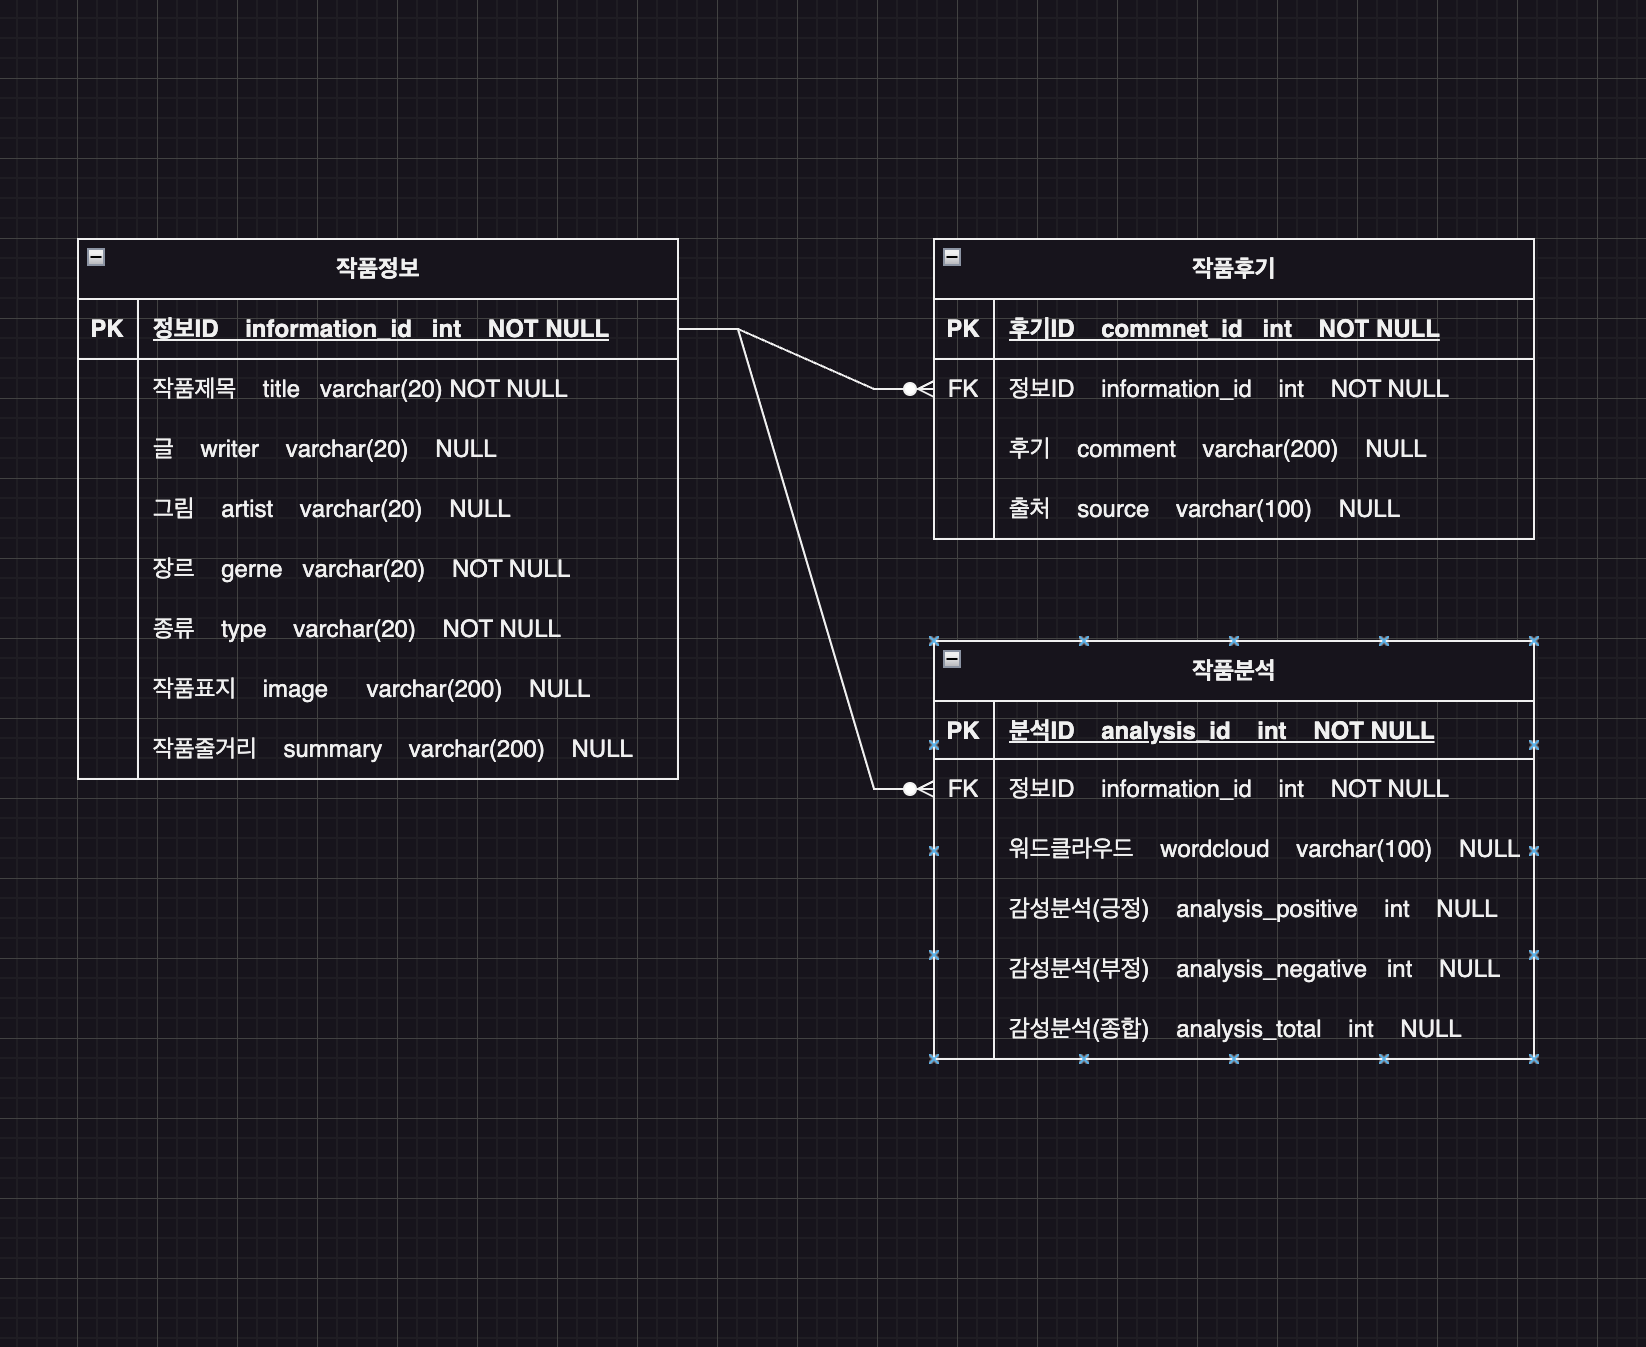 작품정보
PK 정보ID information_id int NOT NULL
작품제목 title varchar(20) NOT NULL
글 writer varchar(20) NULL
그림 artist varchar(20) NULL
장르 gerne varchar(20) NOT NULL
종류 type varchar(20) NOT NULL
작품표지 image varchar(200) NULL
작품줄거리 summary varchar(200) NULL
작품후기
PK 후기ID commnet_id int NOT NULL
FK 정보ID information_id int NOT NULL
후기 comment varchar(200) NULL
출처 source varchar(100) NULL
작품분석
PK 분석ID analysis_id int NOT NULL
FK 정보ID information_id int NOT NULL
워드클라우드 wordcloud varchar(100) NULL
감성분석(긍정) analysis_positive int NULL
감성분석(부정) analysis_negative int NULL
감성분석(종합) analysis_total int NULL